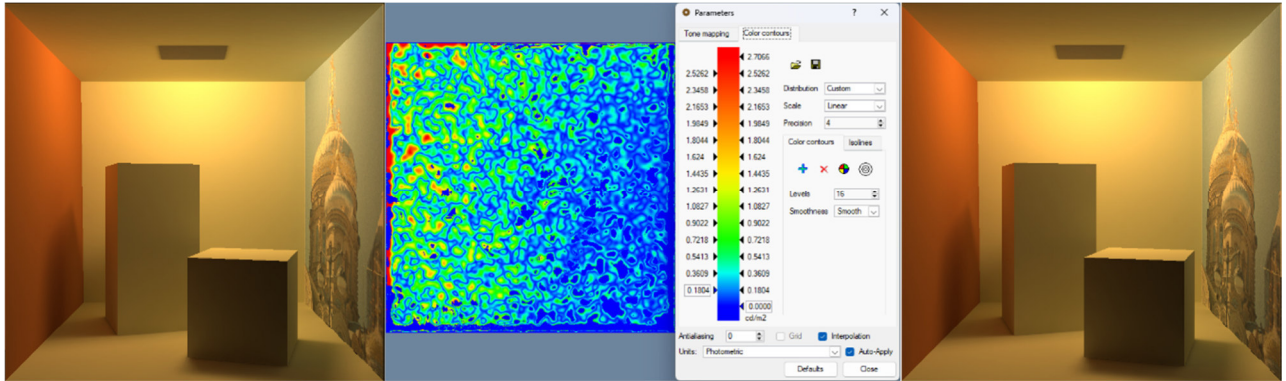 Parameters ? ×
Tone mapping Color contours
2.7066
2.5262 2.5262
2.3458 2.3458
Distribution Custom
2.1653 2.1653
Scale Linear
1.9849 1.9849
Precision 4
1.8044 1.8044
Color contours Isolines
1.624 1.624
1.4435 1.4435
1.2631 1.2631
Levels 16
1.0827 1.0827
Smoothness Smooth
0.9022 0.9022
0.7218 0.7218
0.5413 0.5413
0.3609 0.3609
0.1804 0.1804
0.0000
cd/m2
Antialiasing 0 Grid Interpolation
Units: Photometric Auto-Apply
Defaults Close